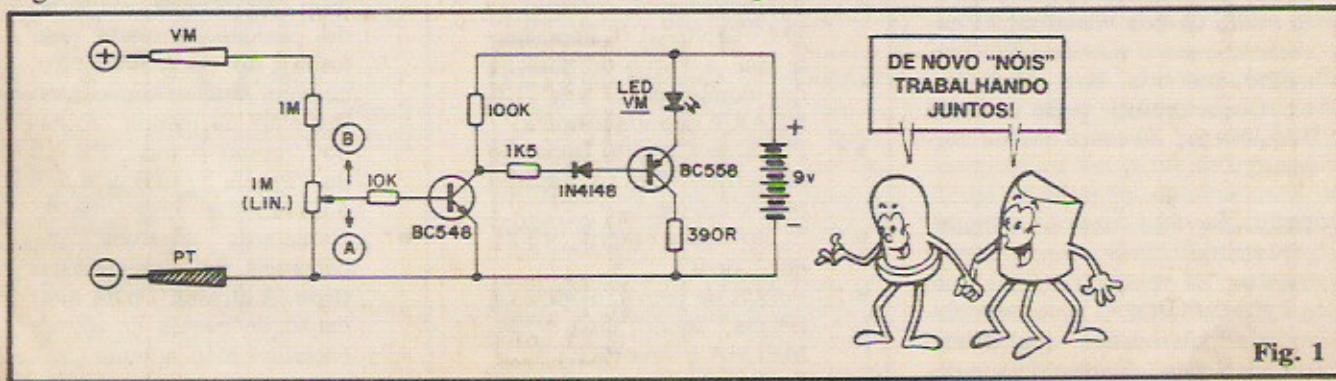 VM
+
1M
B
1M
(LIN.)
10K
A
−
PT
100K
BC548
1K5
1N4148
LED
VM
BC558
390R
+
9v
−
DE NOVO "NÓIS"
TRABALHANDO
JUNTOS!
Fig. 1